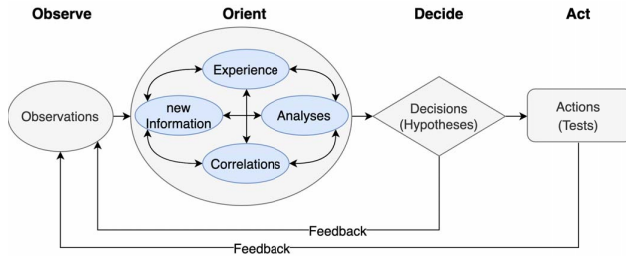 Observe
Orient
Decide
Act
Observations
Experience
new
Information
Analyses
Correlations
Decisions
(Hypotheses)
Actions
(Tests)
Feedback
Feedback